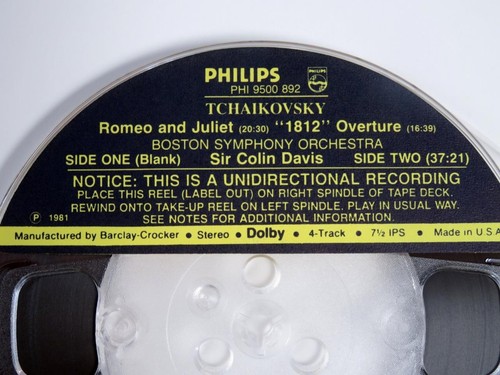 PHILIPS
PHI 9500 892
TCHAIKOVSKY
Romeo and Juliet (20:30) "1812" Overture (16:39)
BOSTON SYMPHONY ORCHESTRA
SIDE ONE (Blank) Sir Colin Davis SIDE TWO (37:21)
NOTICE: THIS IS A UNIDIRECTIONAL RECORDING
PLACE THIS REEL (LABEL OUT) ON RIGHT SPINDLE OF TAPE DECK.
REWIND ONTO TAKE-UP REEL ON LEFT SPINDLE. PLAY IN USUAL WAY.
SEE NOTES FOR ADDITIONAL INFORMATION.
℗ 1981
Manufactured by Barclay-Crocker • Stereo • Dolby • 4-Track • 7½ IPS • Made in U.S.A